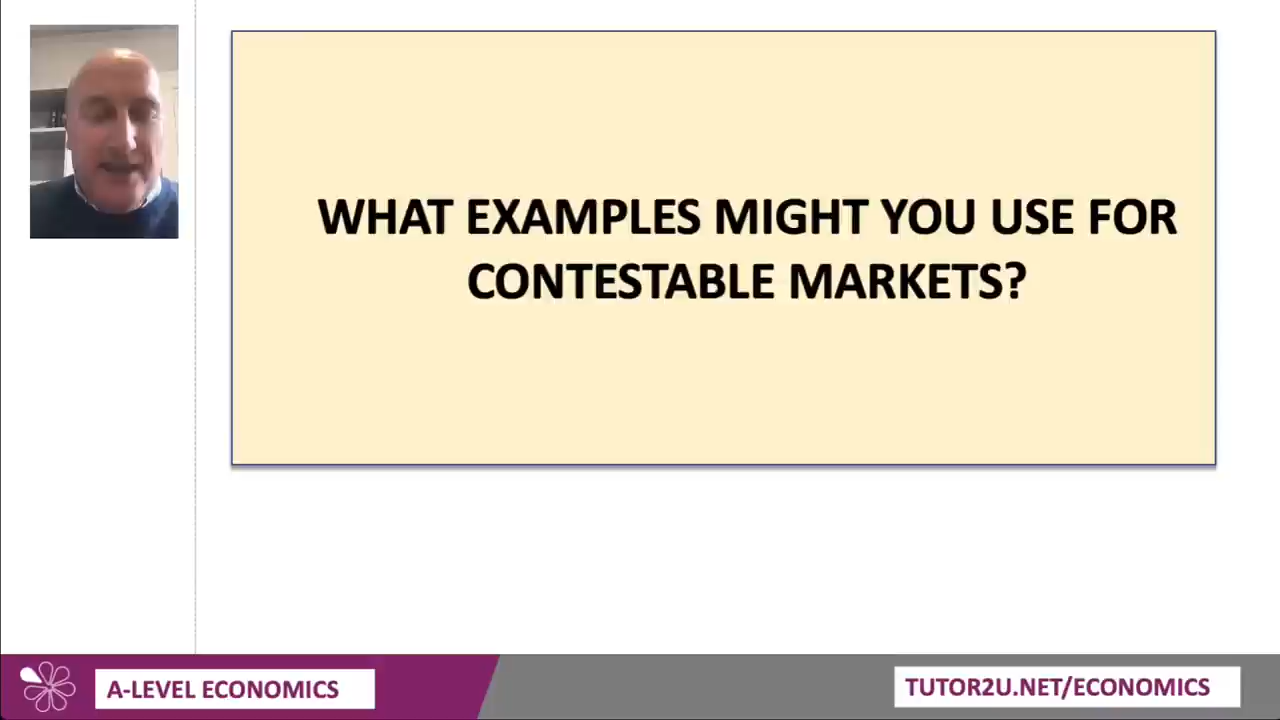 WHAT EXAMPLES MIGHT YOU USE FOR
CONTESTABLE MARKETS?
A-LEVEL ECONOMICS
TUTOR2U.NET/ECONOMICS